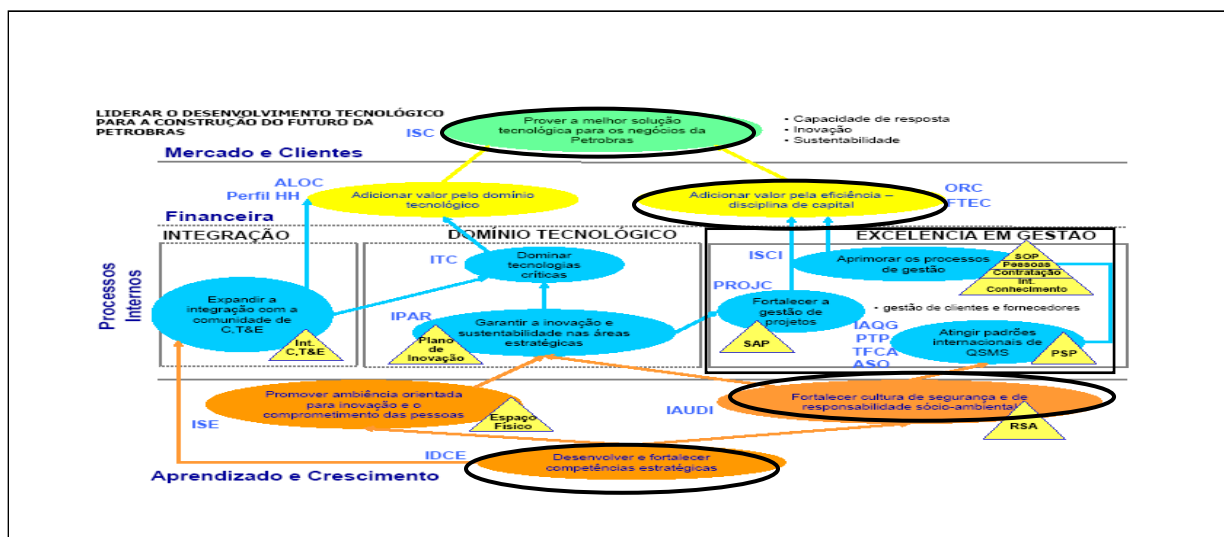 LIDERAR O DESENVOLVIMENTO TECNOLÓGICO
PARA A CONSTRUÇÃO DO FUTURO DA
PETROBRAS
ISC
Prover a melhor solução
tecnológica para os negócios da
Petrobras
• Capacidade de resposta
• Inovação
• Sustentabilidade
Mercado e Clientes
ALOC
Perfil HH
Adicionar valor pelo domínio
tecnológico
Adicionar valor pela eficiência –
disciplina de capital
ORC
FTEC
Financeira
INTEGRAÇÃO
DOMÍNIO TECNOLÓGICO
EXCELENCIA EM GESTAO
Processos
Internos
ITC
Dominar
tecnologias
críticas
ISCI
Aprimorar os processos
de gestão
SOP
Pessoas
Contratação
Int.
Conhecimento
Expandir a
integração com a
comunidade de
C,T&E
Int.
C,T&E
IPAR
Plano
de
Inovação
Garantir a inovação e
sustentabilidade nas áreas
estratégicas
PROJC
Fortalecer a
gestão de
projetos
SAP
• gestão de clientes e fornecedores
IAQG
PTP
TFCA
ASO
Atingir padrões
internacionais de
QSMS
PSP
Promover ambiência orientada
para inovação e o
comprometimento das pessoas
ISE
Espaço
Físico
IAUDI
Fortalecer cultura de segurança e de
responsabilidade sócio-ambiental
RSA
IDCE
Desenvolver e fortalecer
competências estratégicas
Aprendizado e Crescimento